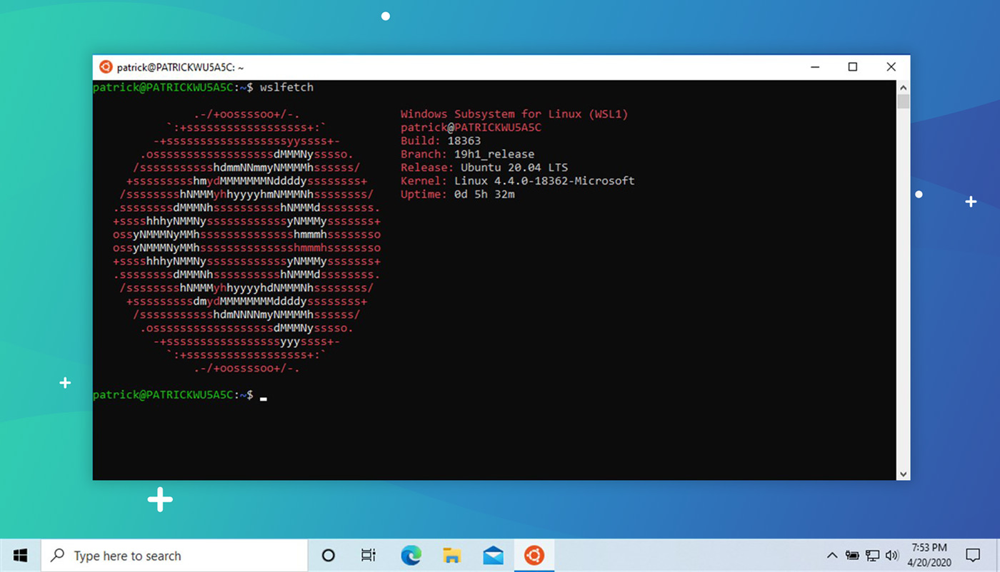 patrick@PATRICKWU5A5C: ~
patrick@PATRICKWU5A5C:~$ wslfetch
.-/+oossssoo+/-.
Windows Subsystem for Linux (WSL1)
`:+ssssssssssssssssss+:`
patrick@PATRICKWU5A5C
-+ssssssssssssssssssyyssss+-
Build: 18363
.ossssssssssssssssssdMMMNysssso.
Branch: 19h1_release
/ssssssssssshdmmNNmmyNMMMMhssssss/
Release: Ubuntu 20.04 LTS
+ssssssssshmydMMMMMMMNddddyssssssss+
Kernel: Linux 4.4.0-18362-Microsoft
/sssssssshNMMMyhhyyyyhmNMMMNhssssssss/
Uptime: 0d 5h 32m
.ssssssssdMMMNhsssssssssshNMMMdssssssss.
+sssshhhyNMMNyssssssssssssyNMMMysssssss+
ossyNMMMNyMMhsssssssssssssshmmmhssssssso
ossyNMMMNyMMhsssssssssssssshmmmhssssssso
+sssshhhyNMMNyssssssssssssyNMMMysssssss+
.ssssssssdMMMNhsssssssssshNMMMdssssssss.
/sssssssshNMMMyhhyyyyhdNMMMNhssssssss/
+sssssssssdmydMMMMMMMMddddyssssssss+
/ssssssssssshdmNNNNmyNMMMMhssssss/
.ossssssssssssssssssdMMMNysssso.
-+sssssssssssssssssyyyssss+-
`:+ssssssssssssssssss+:`
.-/+oossssoo+/-.
patrick@PATRICKWU5A5C:~$ _
Type here to search
7:53 PM
4/20/2020